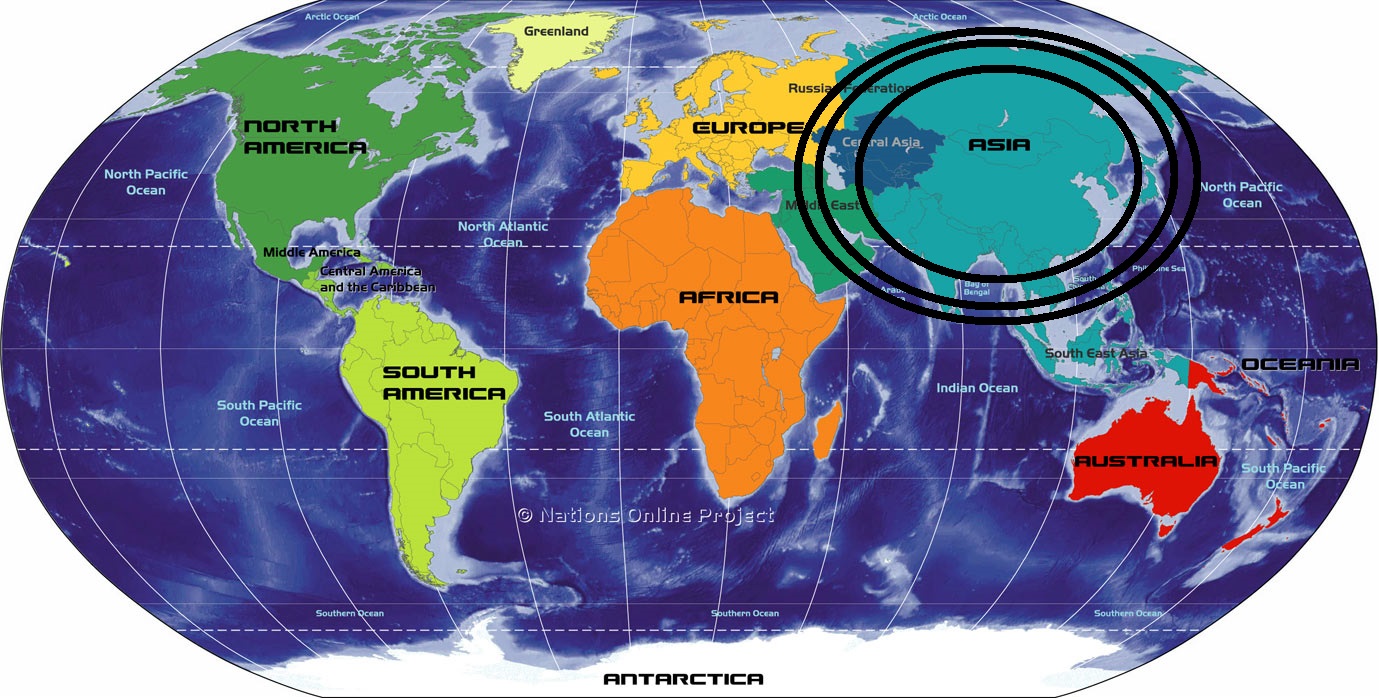 Arctic Ocean
Arctic Ocean
Greenland
Russian Federation
NORTH
AMERICA
EUROPE
Central Asia
ASIA
North Pacific
Ocean
North Pacific
Ocean
Middle East
North Atlantic
Ocean
Middle America
Central America
and the Caribbean
Philippine Sea
South
Bay of
Bengal
AFRICA
South East Asia
OCEANIA
SOUTH
AMERICA
Indian Ocean
South Pacific
Ocean
South Atlantic
Ocean
AUSTRALIA
South Pacific
Ocean
© Nations Online Project
Southern Ocean
Southern Ocean
Southern Ocean
ANTARCTICA